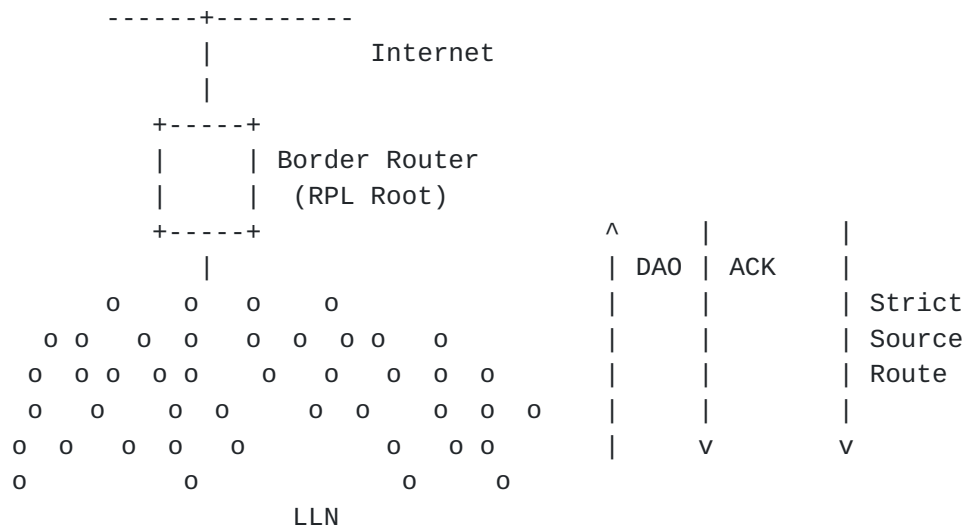 ------+---------
|          Internet
|
+-----+
|     | Border Router
|     |  (RPL Root)
+-----+                      ^     |        |
|                         | DAO | ACK    |
o    o   o    o                 |     |        | Strict
o o   o  o   o  o  o o   o          |     |        | Source
o  o o  o o    o   o   o  o  o         |     |        | Route
o   o    o  o     o  o    o  o  o    |     |        |
o  o   o  o   o         o   o o       |     v        v
o          o             o     o
LLN